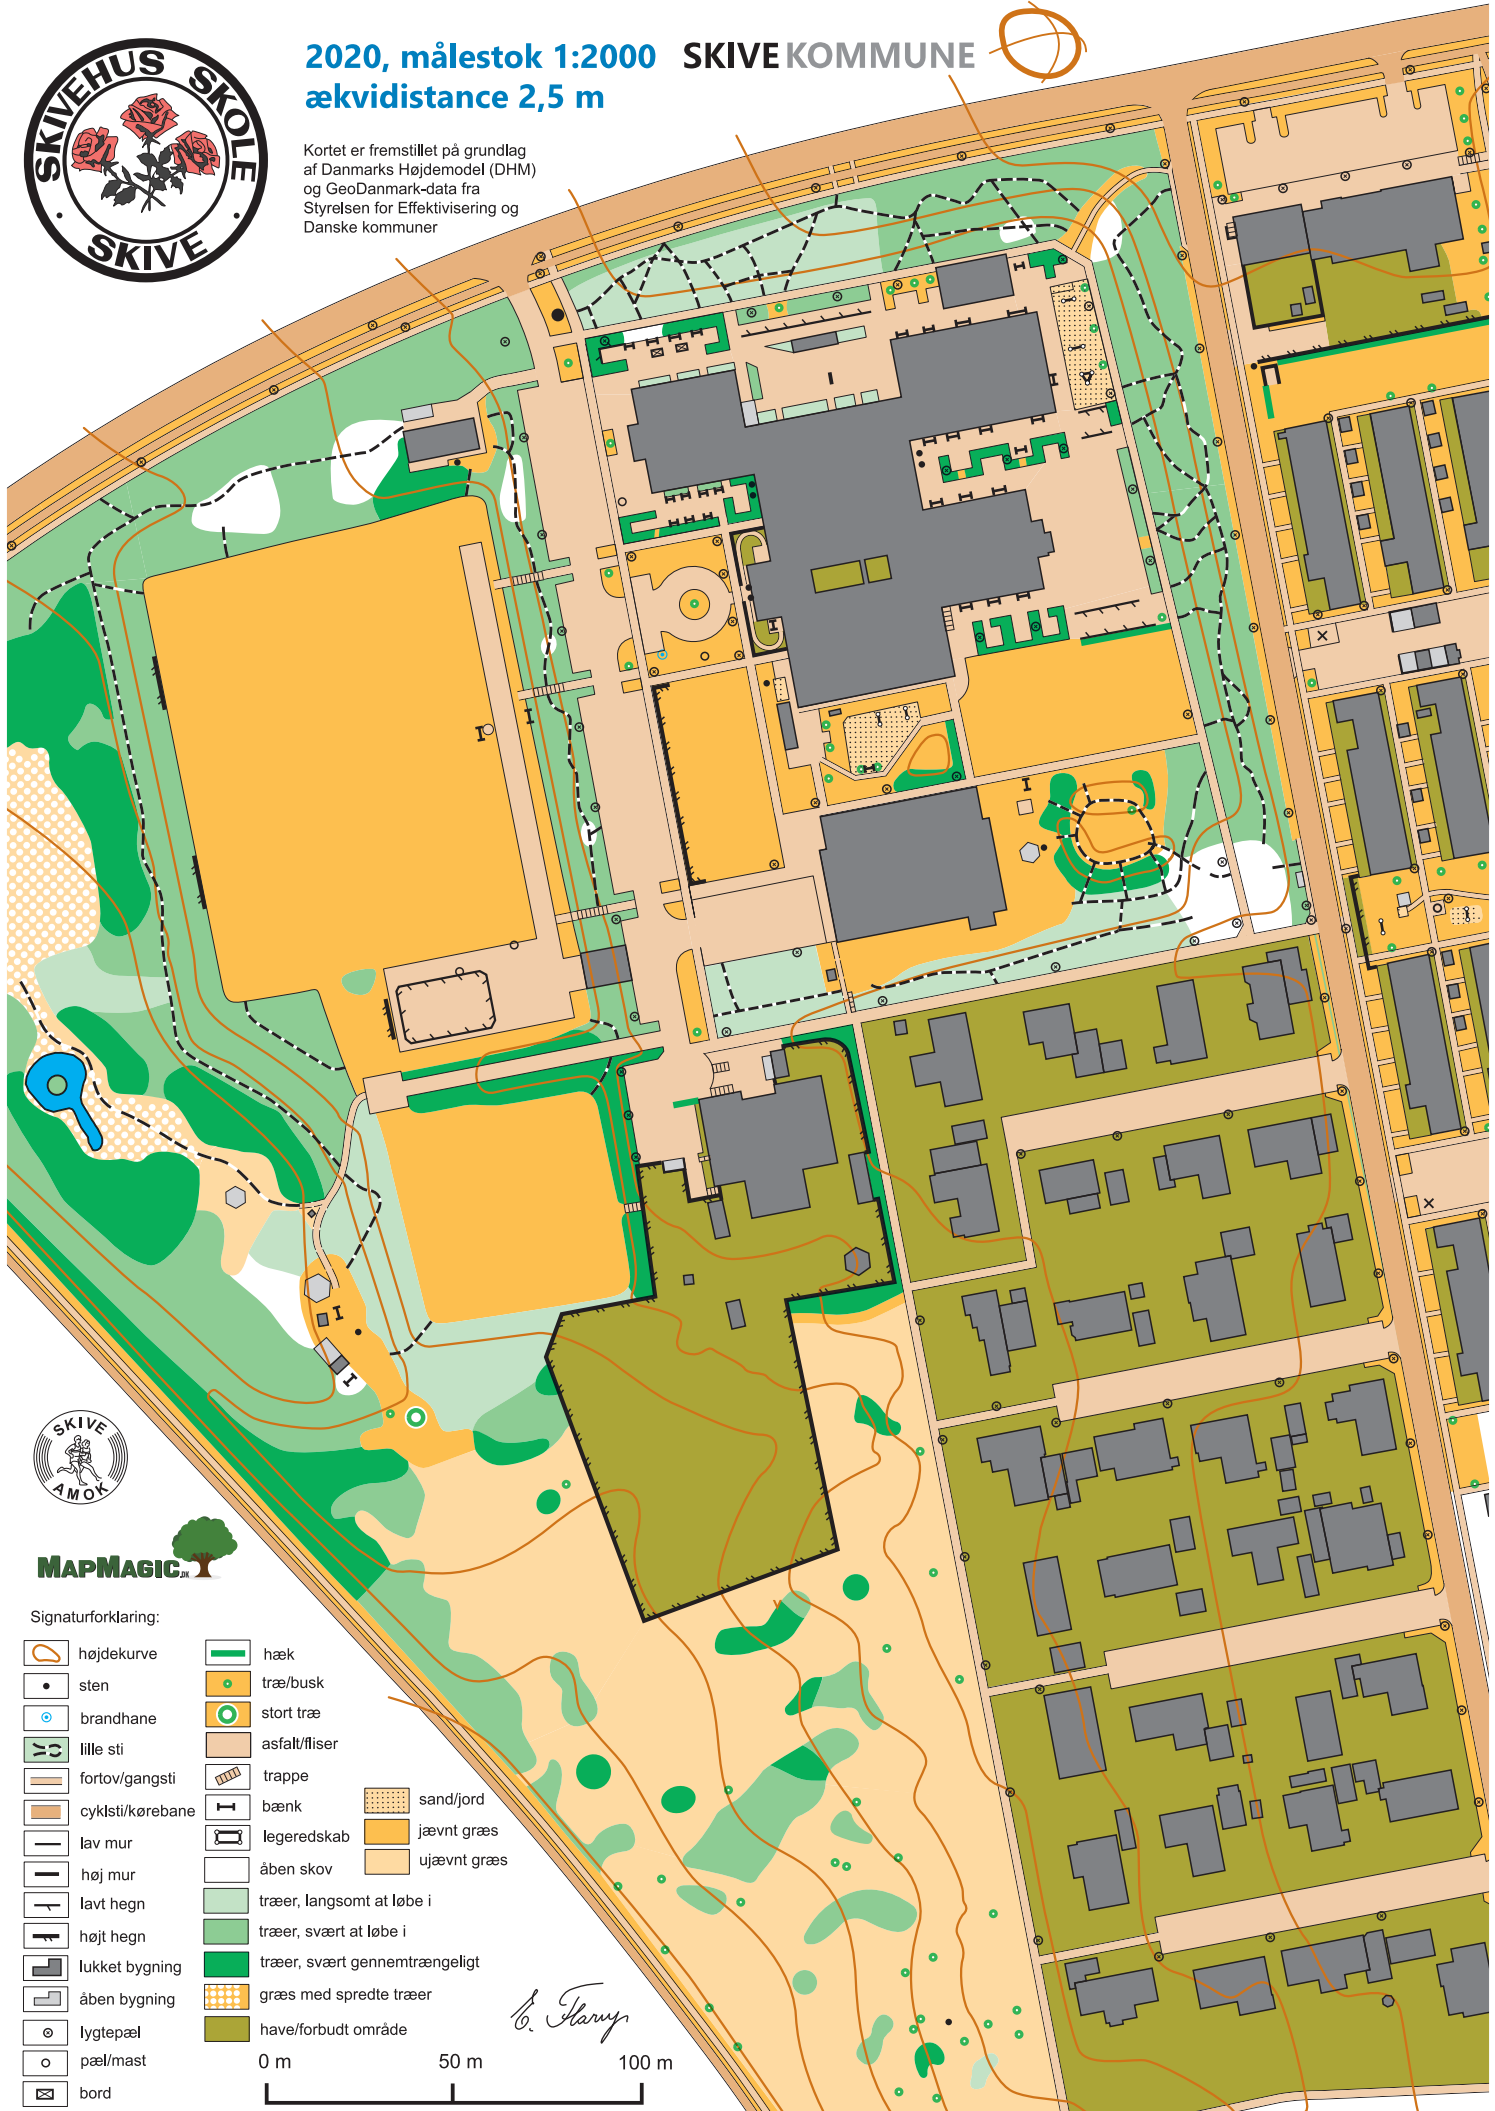 SKIVEHUS SKOLE
• SKIVE •
2020, målestok 1:2000
ækvidistance 2,5 m
SKIVE KOMMUNE
Kortet er fremstillet på grundlag
af Danmarks Højdemodel (DHM)
og GeoDanmark-data fra
Styrelsen for Effektivisering og
Danske kommuner
SKIVE
AMOK
MAPMAGIC.DK
Signaturforklaring:
højdekurve
sten
brandhane
lille sti
fortov/gangsti
cyklsti/kørebane
lav mur
høj mur
lavt hegn
højt hegn
lukket bygning
åben bygning
lygtepæl
pæl/mast
bord
hæk
træ/busk
stort træ
asfalt/fliser
trappe
bænk
legeredskab
åben skov
træer, langsomt at løbe i
træer, svært at løbe i
træer, svært gennemtrængeligt
græs med spredte træer
have/forbudt område
sand/jord
jævnt græs
ujævnt græs
0 m 50 m 100 m